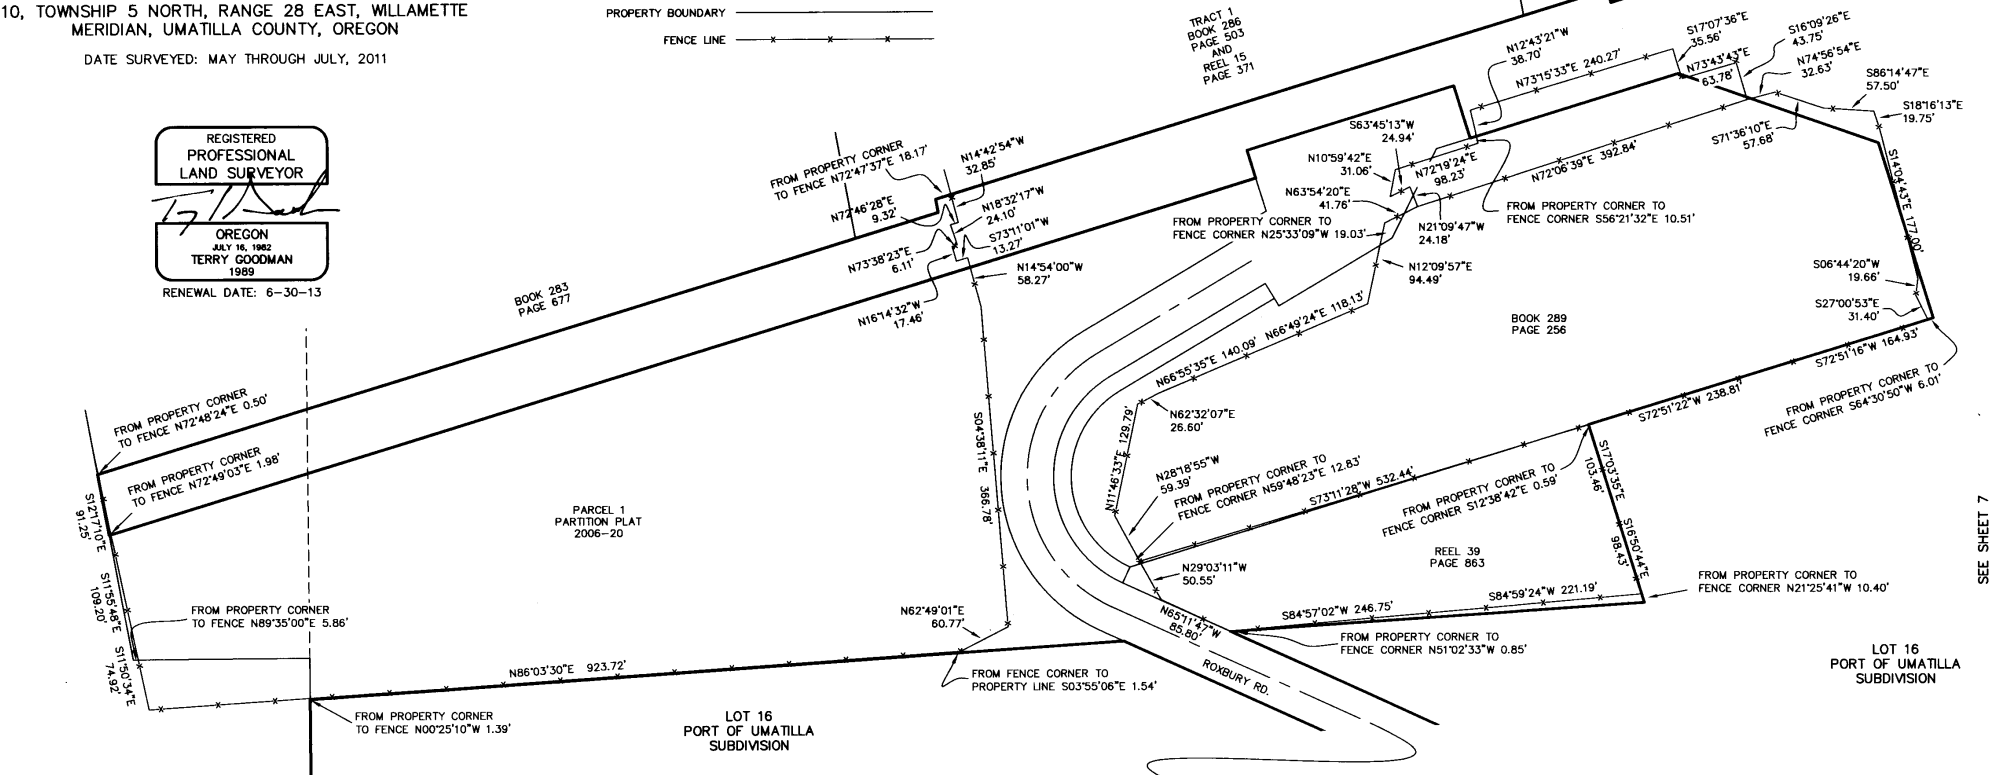 10, TOWNSHIP 5 NORTH, RANGE 28 EAST, WILLAMETTE
MERIDIAN, UMATILLA COUNTY, OREGON
DATE SURVEYED: MAY THROUGH JULY, 2011
PROPERTY BOUNDARY
FENCE LINE
REGISTERED
PROFESSIONAL
LAND SURVEYOR
OREGON
JULY 16, 1982
TERRY GOODMAN
1989
RENEWAL DATE: 6-30-13
TRACT 1
BOOK 286
PAGE 503
AND
REEL 15
PAGE 371
N12°43'21"W
38.70'
N73°15'33"E 240.27'
S17°07'36"E
35.56'
S16°09'26"E
43.75'
N73°43'43"E
63.78'
N74°56'54"E
32.63'
S86°14'47"E
57.50'
S18°16'13"E
19.75'
S71°36'10"E
57.68'
S63°45'13"W
24.94'
N10°59'42"E
31.06'
N72°19'24"E
98.23'
N72°06'39"E 392.84'
N63°54'20"E
41.76'
FROM PROPERTY CORNER TO
FENCE CORNER N25°33'09"W 19.03'
N21°09'47"W
24.18'
FROM PROPERTY CORNER TO
FENCE CORNER S56°21'32"E 10.51'
N12°09'57"E
94.49'
S14°04'43"E 177.00'
S06°44'20"W
19.66'
S27°00'53"E
31.40'
FROM PROPERTY CORNER
TO FENCE N72°47'37"E 18.17'
N14°42'54"W
32.85'
N72°46'28"E
9.32'
N18°32'17"W
24.10'
S73°11'01"W
13.27'
N73°38'23"E
6.11'
N14°54'00"W
58.27'
N16°14'32"W
17.46'
BOOK 283
PAGE 677
BOOK 289
PAGE 256
N66°49'24"E 118.13'
N66°55'35"E 140.09'
N62°32'07"E
26.60'
N11°46'33"E 129.79'
N28°18'55"W
59.39'
FROM PROPERTY CORNER TO
FENCE CORNER N59°48'23"E 12.83'
S73°11'28"W 532.44'
S72°51'22"W 238.81'
S72°51'16"W 164.93'
FROM PROPERTY CORNER TO
FENCE CORNER S64°30'50"W 6.01'
FROM PROPERTY CORNER TO
FENCE CORNER S12°38'42"E 0.59'
S17°03'35"E
103.46'
S16°50'44"E
98.43'
REEL 39
PAGE 863
FROM PROPERTY CORNER
TO FENCE N72°48'24"E 0.50'
FROM PROPERTY CORNER
TO FENCE N72°49'03"E 1.98'
S12°17'10"E
91.25'
S11°55'48"E
109.20'
S11°50'34"E
74.92'
FROM PROPERTY CORNER
TO FENCE N89°35'00"E 5.86'
PARCEL 1
PARTITION PLAT
2006-20
S04°38'11"E 366.78'
N62°49'01"E
60.77'
N29°03'11"W
50.55'
N65°11'47"W
85.80'
S84°57'02"W 246.75'
S84°59'24"W 221.19'
FROM PROPERTY CORNER TO
FENCE CORNER N21°25'41"W 10.40'
FROM PROPERTY CORNER TO
FENCE CORNER N51°02'33"W 0.85'
N86°03'30"E 923.72'
FROM FENCE CORNER TO
PROPERTY LINE S03°55'06"E 1.54'
ROXBURY RD.
FROM PROPERTY CORNER
TO FENCE N00°25'10"W 1.39'
LOT 16
PORT OF UMATILLA
SUBDIVISION
LOT 16
PORT OF UMATILLA
SUBDIVISION
SEE SHEET 7